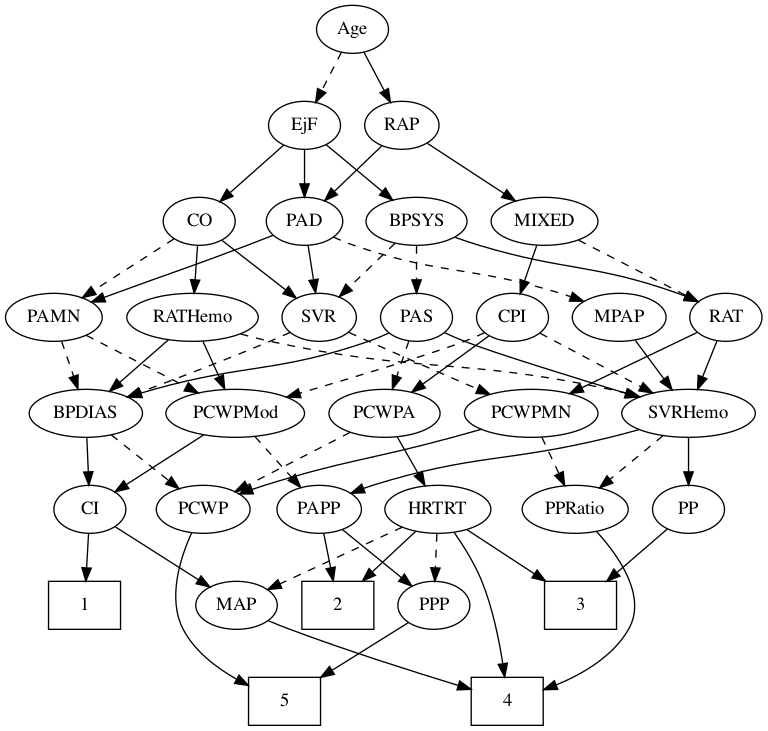 Age
EjF
RAP
CO
PAD
BPSYS
MIXED
PAMN
RATHemo
SVR
PAS
CPI
MPAP
RAT
BPDIAS
PCWPMod
PCWPA
PCWPMN
SVRHemo
CI
PCWP
PAPP
HRTRT
PPRatio
PP
1
MAP
2
PPP
3
5
4